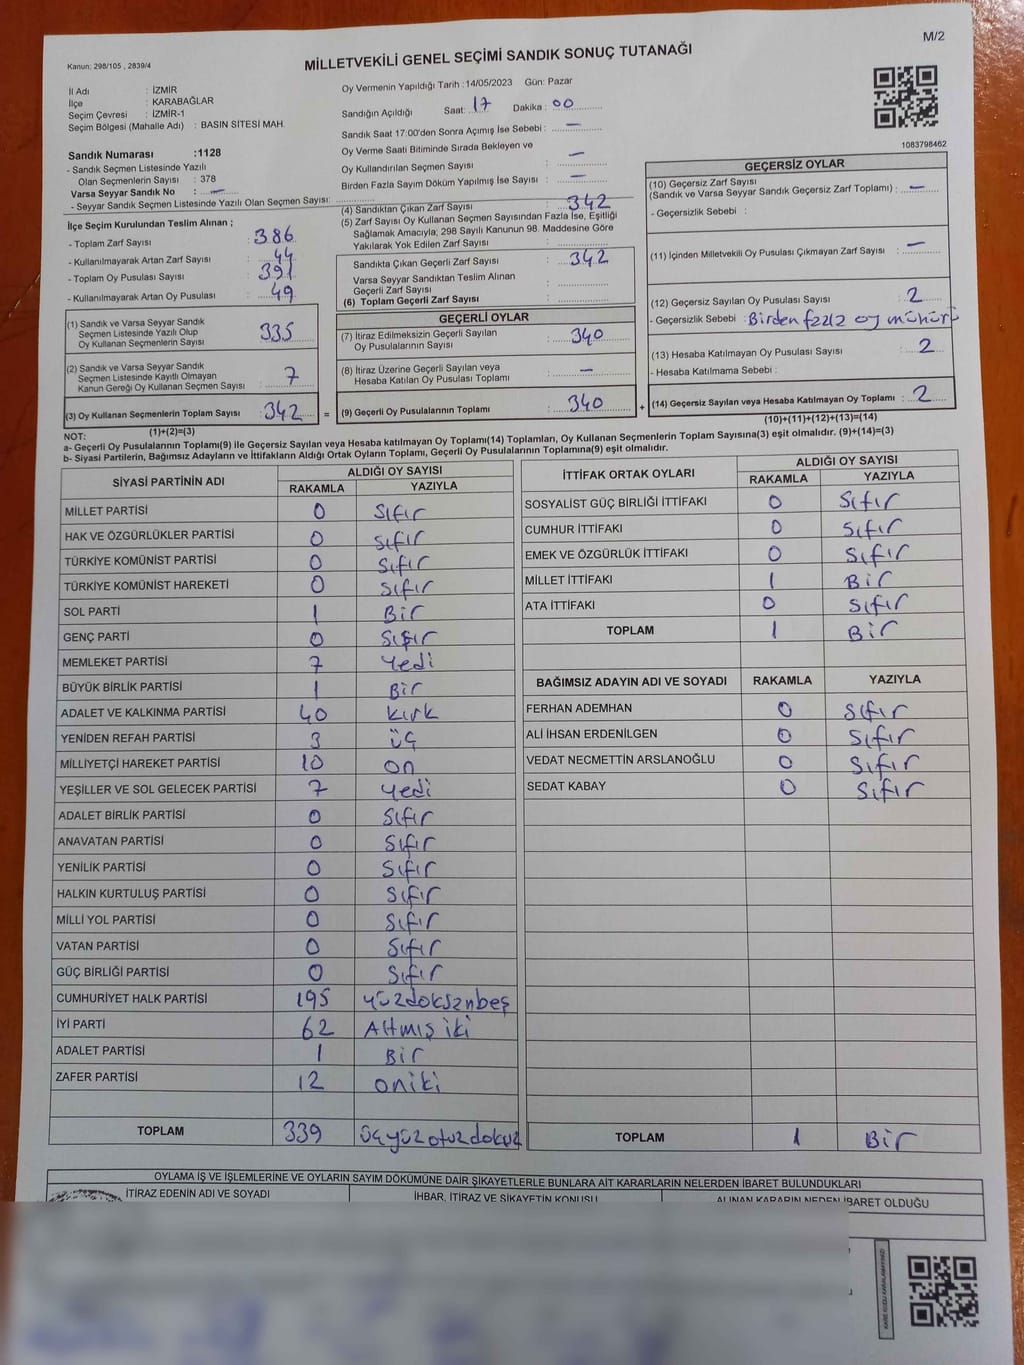 M/2
Kanun: 298/105 , 2839/4
MİLLETVEKİLİ GENEL SEÇİMİ SANDIK SONUÇ TUTANAĞI
İl Adı : İZMİR
İlçe : KARABAĞLAR
Seçim Çevresi : İZMİR-1
Seçim Bölgesi (Mahalle Adı) : BASIN SİTESİ MAH.
Sandık Numarası :1128
- Sandık Seçmen Listesinde Yazılı
Olan Seçmenlerin Sayısı : 378
Varsa Seyyar Sandık No : —
- Seyyar Sandık Seçmen Listesinde Yazılı Olan Seçmen Sayısı:
Oy Vermenin Yapıldığı Tarih :14/05/2023 Gün: Pazar
Sandığın Açıldığı Saat: 17 Dakika : 00
Sandık Saat 17:00'den Sonra Açımış İse Sebebi : —
Oy Verme Saati Bitiminde Sırada Bekleyen ve
Oy Kullandırılan Seçmen Sayısı : —
Birden Fazla Sayım Döküm Yapılmış İse Sayısı : —
1083798462
İlçe Seçim Kurulundan Teslim Alınan ;
- Toplam Zarf Sayısı : 386
- Kullanılmayarak Artan Zarf Sayısı : 44
- Toplam Oy Pusulası Sayısı : 391
- Kullanılmayarak Artan Oy Pusulası : 49
(1) Sandık ve Varsa Seyyar Sandık
Seçmen Listesinde Yazılı Olup
Oy Kullanan Seçmenlerin Sayısı : 335
(2) Sandık ve Varsa Seyyar Sandık
Seçmen Listesinde Kayıtlı Olmayan
Kanun Gereği Oy Kullanan Seçmen Sayısı : 7
(3) Oy Kullanan Seçmenlerin Toplam Sayısı : 342 =
(1)+(2)=(3)
(4) Sandıktan Çıkan Zarf Sayısı : 342
(5) Zarf Sayısı Oy Kullanan Seçmen Sayısından Fazla İse, Eşitliği
Sağlamak Amacıyla, 298 Sayılı Kanunun 98. Maddesine Göre
Yakılarak Yok Edilen Zarf Sayısı :
Sandıkta Çıkan Geçerli Zarf Sayısı : 342
Varsa Seyyar Sandıktan Teslim Alınan
Geçerli Zarf Sayısı :
(6) Toplam Geçerli Zarf Sayısı :
GEÇERLİ OYLAR
(7) İtiraz Edilmeksizin Geçerli Sayılan
Oy Pusulalarının Sayısı : 340
(8) İtiraz Üzerine Geçerli Sayılan veya
Hesaba Katılan Oy Pusulası Toplamı : —
(9) Geçerli Oy Pusulalarının Toplamı : 340 +
GEÇERSİZ OYLAR
(10) Geçersiz Zarf Sayısı
(Sandık ve Varsa Seyyar Sandık Geçersiz Zarf Toplamı) : —
- Geçersizlik Sebebi :
(11) İçinden Milletvekili Oy Pusulası Çıkmayan Zarf Sayısı : —
(12) Geçersiz Sayılan Oy Pusulası Sayısı : 2
- Geçersizlik Sebebi : Birden fazla oy mühürü
(13) Hesaba Katılmayan Oy Pusulası Sayısı : 2
- Hesaba Katılmama Sebebi :
(14) Geçersiz Sayılan veya Hesaba Katılmayan Oy Toplamı : 2
(10)+(11)+(12)+(13)=(14)
NOT:
a- Geçerli Oy Pusulalarının Toplamı(9) ile Geçersiz Sayılan veya Hesaba katılmayan Oy Toplamı(14) Toplamları, Oy Kullanan Seçmenlerin Toplam Sayısına(3) eşit olmalıdır. (9)+(14)=(3)
b- Siyasi Partilerin, Bağımsız Adayların ve İttifakların Aldığı Ortak Oyların Toplamı, Geçerli Oy Pusulalarının Toplamına(9) eşit olmalıdır.
SİYASİ PARTİNİN ADI ALDIĞI OY SAYISI
RAKAMLA YAZIYLA
MİLLET PARTİSİ 0 Sıfır
HAK VE ÖZGÜRLÜKLER PARTİSİ 0 Sıfır
TÜRKİYE KOMÜNİST PARTİSİ 0 Sıfır
TÜRKİYE KOMÜNİST HAREKETİ 0 Sıfır
SOL PARTİ 1 Bir
GENÇ PARTİ 0 Sıfır
MEMLEKET PARTİSİ 7 Yedi
BÜYÜK BİRLİK PARTİSİ 1 Bir
ADALET VE KALKINMA PARTİSİ 40 Kırk
YENİDEN REFAH PARTİSİ 3 üç
MİLLİYETÇİ HAREKET PARTİSİ 10 on
YEŞİLLER VE SOL GELECEK PARTİSİ 7 Yedi
ADALET BİRLİK PARTİSİ 0 Sıfır
ANAVATAN PARTİSİ 0 Sıfır
YENİLİK PARTİSİ 0 Sıfır
HALKIN KURTULUŞ PARTİSİ 0 Sıfır
MİLLİ YOL PARTİSİ 0 Sıfır
VATAN PARTİSİ 0 Sıfır
GÜÇ BİRLİĞİ PARTİSİ 0 Sıfır
CUMHURİYET HALK PARTİSİ 195 yüzdoksanbeş
İYİ PARTİ 62 Altmış iki
ADALET PARTİSİ 1 Bir
ZAFER PARTİSİ 12 oniki
TOPLAM 339 üçyüzotuzdokuz
İTTİFAK ORTAK OYLARI ALDIĞI OY SAYISI
RAKAMLA YAZIYLA
SOSYALİST GÜÇ BİRLİĞİ İTTİFAKI 0 Sıfır
CUMHUR İTTİFAKI 0 Sıfır
EMEK VE ÖZGÜRLÜK İTTİFAKI 0 Sıfır
MİLLET İTTİFAKI 1 Bir
ATA İTTİFAKI 0 Sıfır
TOPLAM 1 Bir
BAĞIMSIZ ADAYIN ADI VE SOYADI RAKAMLA YAZIYLA
FERHAN ADEMHAN 0 Sıfır
ALİ İHSAN ERDENİLGEN 0 Sıfır
VEDAT NECMETTİN ARSLANOĞLU 0 Sıfır
SEDAT KABAY 0 Sıfır
TOPLAM 1 Bir
OYLAMA İŞ VE İŞLEMLERİNE VE OYLARIN SAYIM DÖKÜMÜNE DAİR ŞİKAYETLERLE BUNLARA AİT KARARLARIN NELERDEN İBARET BULUNDUKLARI
İTİRAZ EDENİN ADI VE SOYADI İHBAR, İTİRAZ VE ŞİKAYETİN KONUSU ALINAN KARARIN NEDEN İBARET OLDUĞU